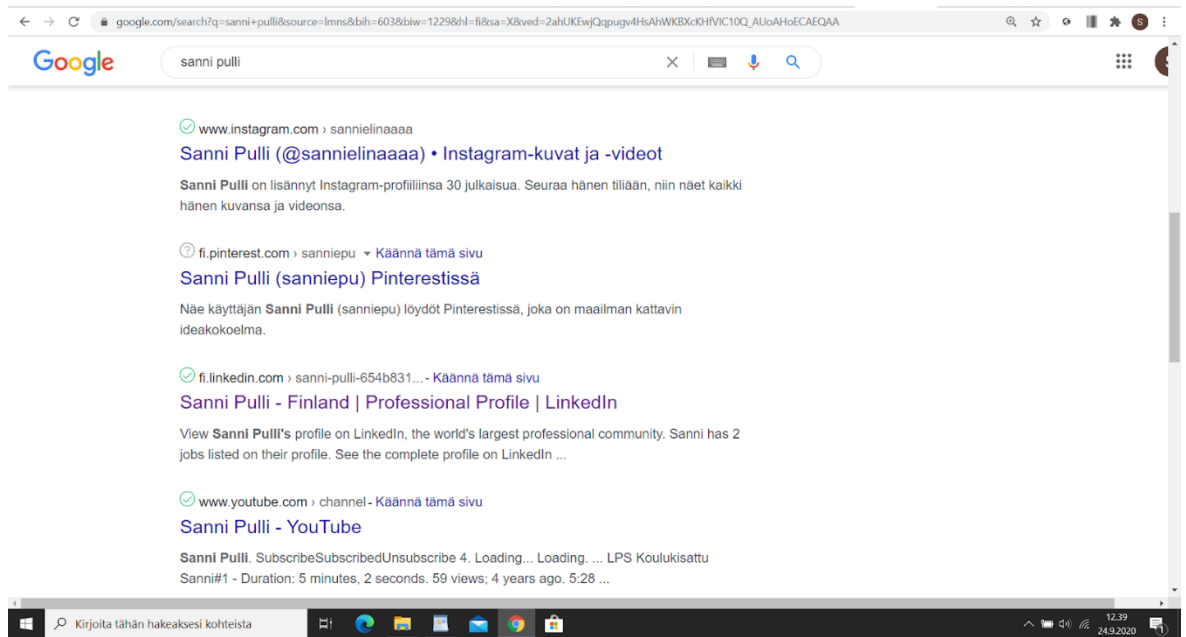 google.com/search?q=sanni+pulli&source=lmns&bih=603&biw=1229&hl=fi&sa=X&ved=2ahUKEwjQqpugv4HsAhWKBXcKHfVIC10Q_AUoAHoECAEQAA
S
Google
sanni pulli
www.instagram.com › sannielinaaaa
Sanni Pulli (@sannielinaaaa) • Instagram-kuvat ja -videot
Sanni Pulli on lisännyt Instagram-profiiliinsa 30 julkaisua. Seuraa hänen tiliään, niin näet kaikki
hänen kuvansa ja videonsa.
fi.pinterest.com › sanniepu ▾ Käännä tämä sivu
Sanni Pulli (sanniepu) Pinterestissä
Näe käyttäjän Sanni Pulli (sanniepu) löydöt Pinterestissä, joka on maailman kattavin
ideakokoelma.
fi.linkedin.com › sanni-pulli-654b831... - Käännä tämä sivu
Sanni Pulli - Finland | Professional Profile | LinkedIn
View Sanni Pulli's profile on LinkedIn, the world's largest professional community. Sanni has 2
jobs listed on their profile. See the complete profile on LinkedIn ...
www.youtube.com › channel - Käännä tämä sivu
Sanni Pulli - YouTube
Sanni Pulli. SubscribeSubscribedUnsubscribe 4. Loading... Loading. ... LPS Koulukisattu
Sanni#1 - Duration: 5 minutes, 2 seconds. 59 views; 4 years ago. 5:28 ...
Kirjoita tähän hakeaksesi kohteista
12.39
24.9.2020